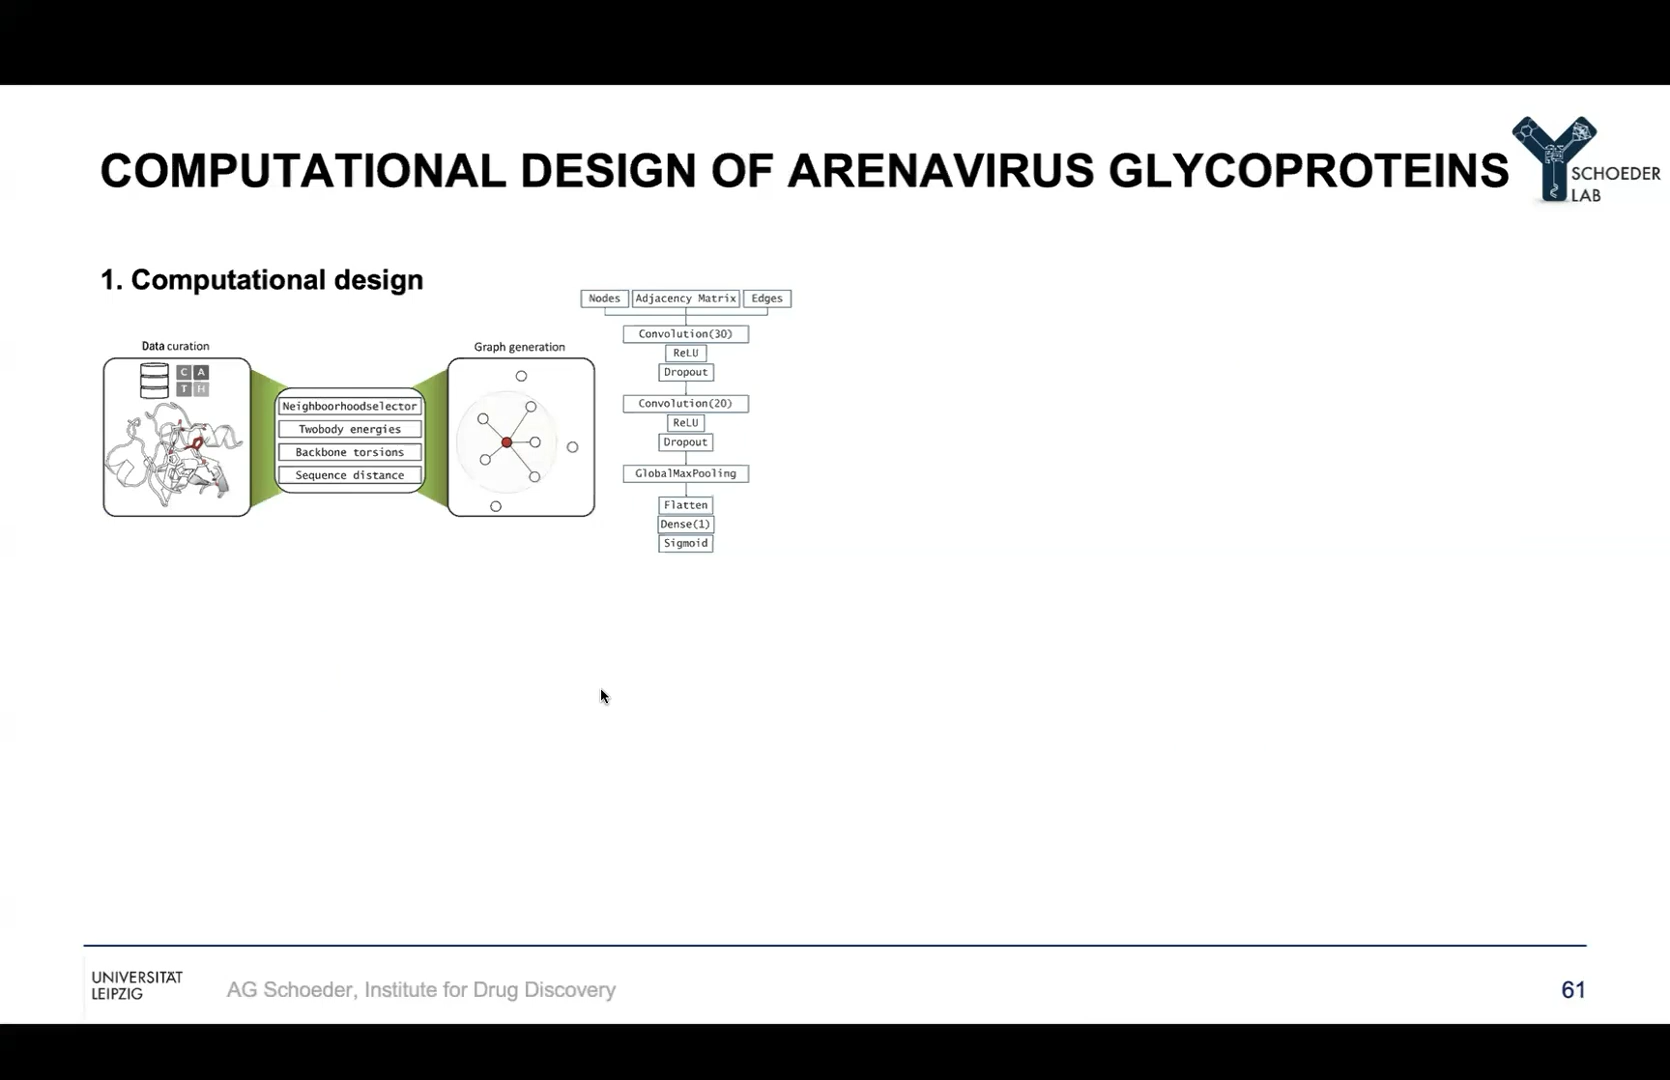 COMPUTATIONAL DESIGN OF ARENAVIRUS GLYCOPROTEINS
SCHOEDER
LAB
1. Computational design
Data curation
C A
T H
Neighboorhoodselector
Twobody energies
Backbone torsions
Sequence distance
Graph generation
Nodes
Adjacency Matrix
Edges
Convolution(30)
ReLU
Dropout
Convolution(20)
ReLU
Dropout
GlobalMaxPooling
Flatten
Dense(1)
Sigmoid
UNIVERSITÄT
LEIPZIG
AG Schoeder, Institute for Drug Discovery
61